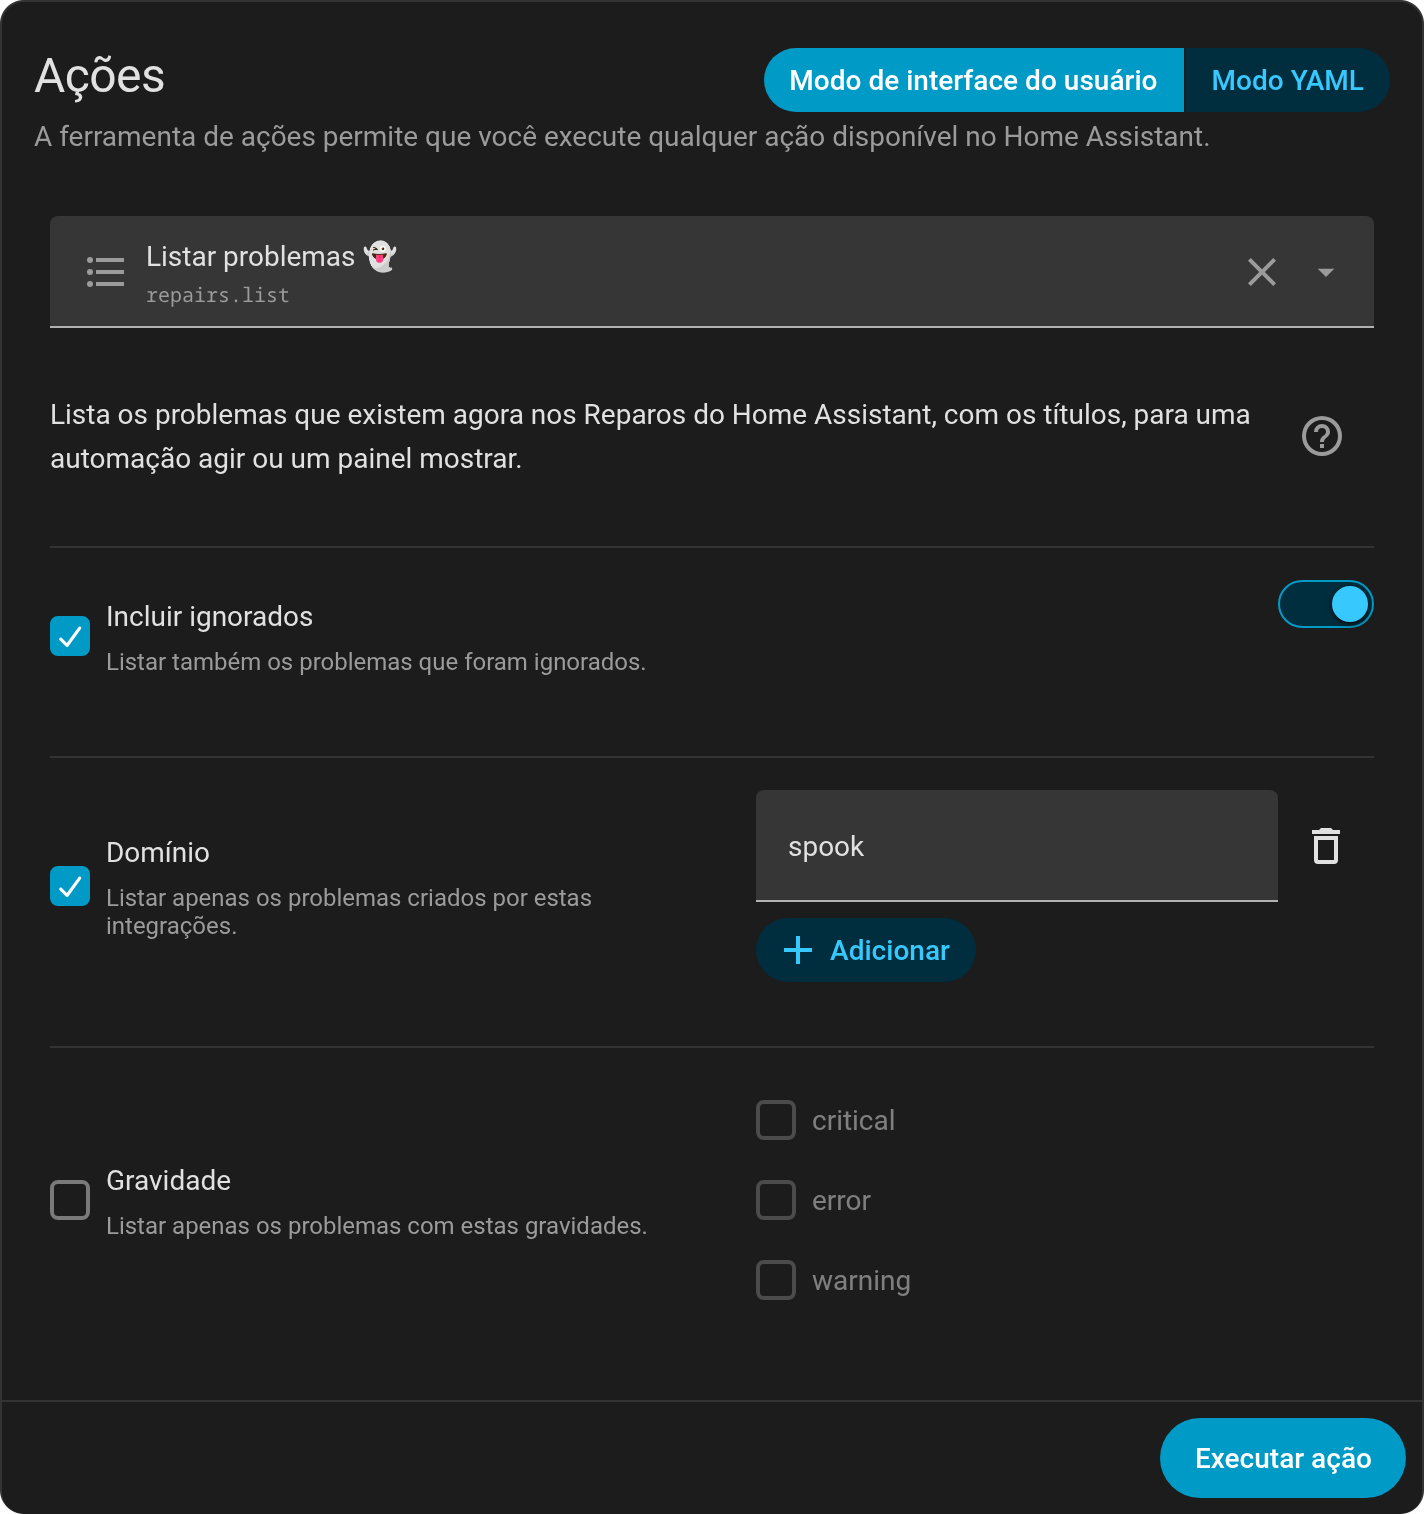 Ações
Modo de interface do usuário
Modo YAML
A ferramenta de ações permite que você execute qualquer ação disponível no Home Assistant.
Listar problemas 👻
repairs.list
Lista os problemas que existem agora nos Reparos do Home Assistant, com os títulos, para uma
automação agir ou um painel mostrar.
Incluir ignorados
Listar também os problemas que foram ignorados.
Domínio
Listar apenas os problemas criados por estas
integrações.
spook
Adicionar
Gravidade
Listar apenas os problemas com estas gravidades.
critical
error
warning
Executar ação